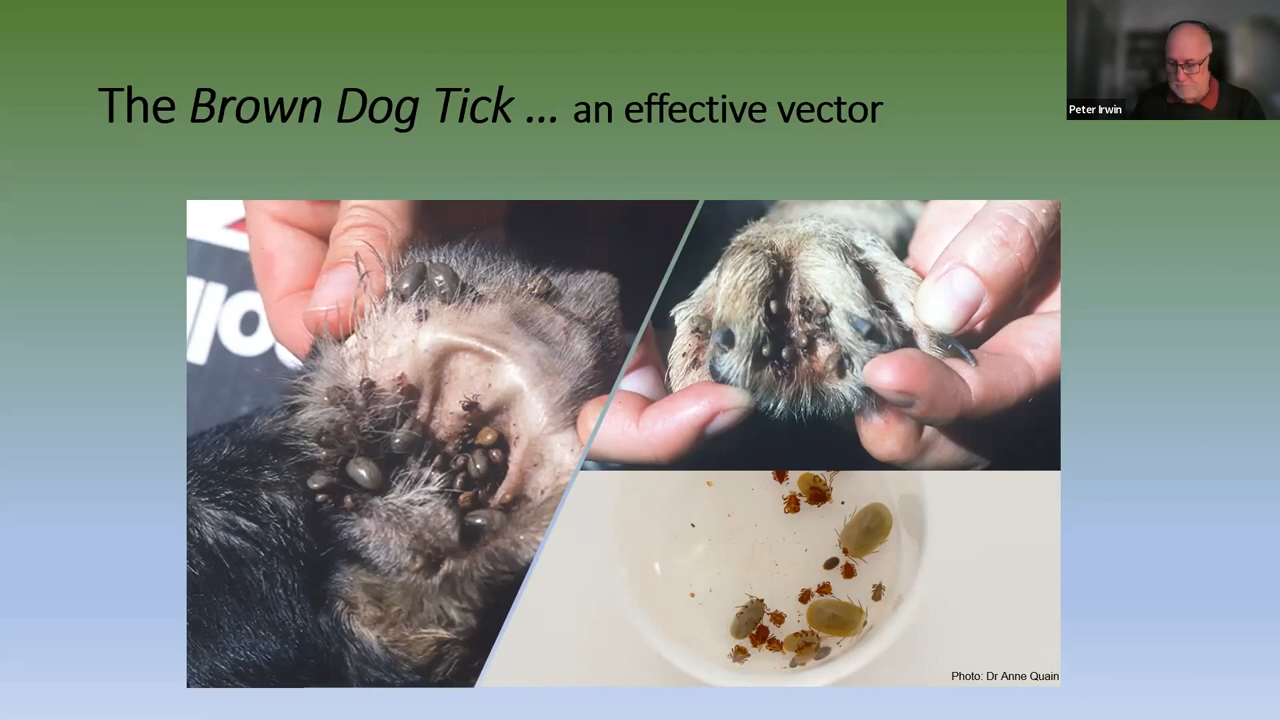 The Brown Dog Tick ... an effective vector
Peter Irwin
Photo: Dr Anne Quain